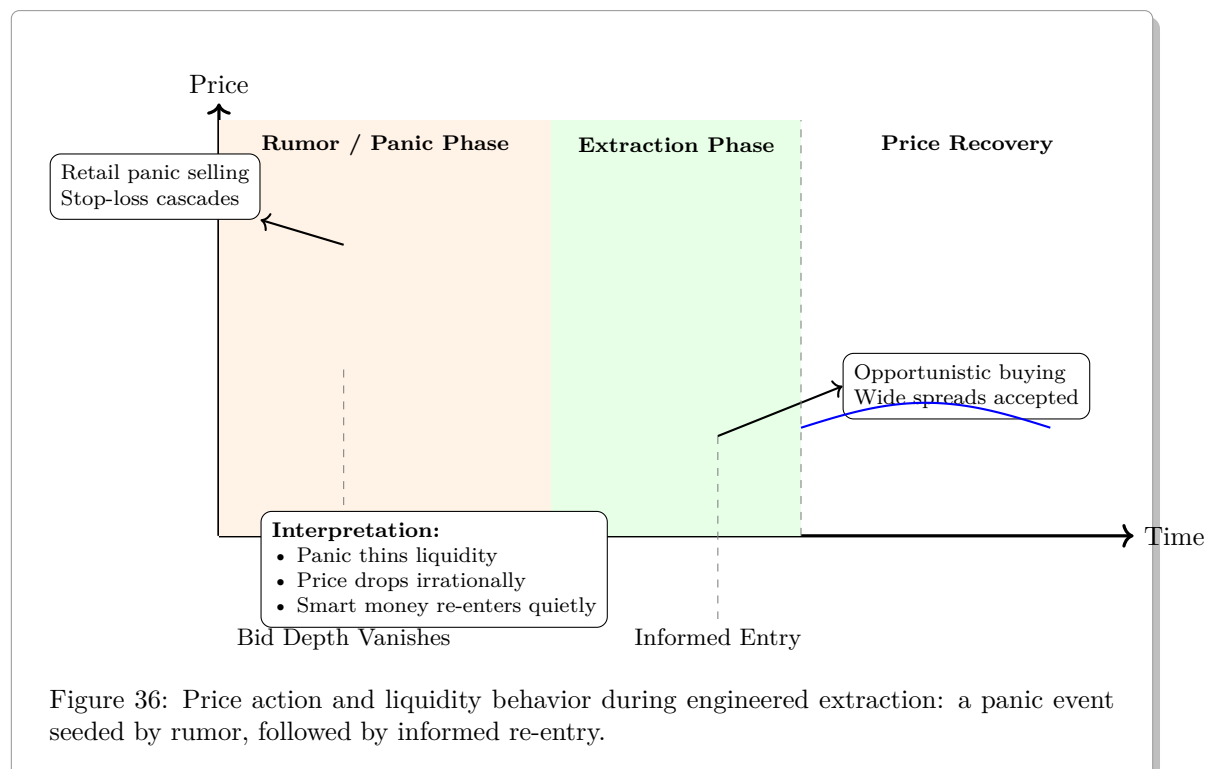 Price
Rumor / Panic Phase
Extraction Phase
Price Recovery
Retail panic selling
Stop-loss cascades
Opportunistic buying
Wide spreads accepted
Time
Interpretation:
• Panic thins liquidity
• Price drops irrationally
• Smart money re-enters quietly
Bid Depth Vanishes
Informed Entry
Figure 36: Price action and liquidity behavior during engineered extraction: a panic event
seeded by rumor, followed by informed re-entry.